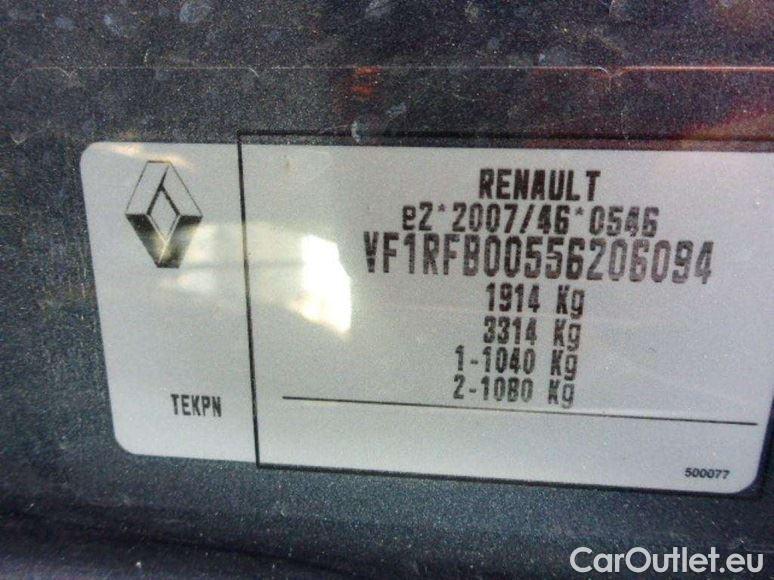 RENAULT
e2*2007/46*0546
VF1RFB00556206094
1914 Kg
3314 Kg
1-1040 Kg
2-1080 Kg
TEKPN
500077
CarOutlet.eu